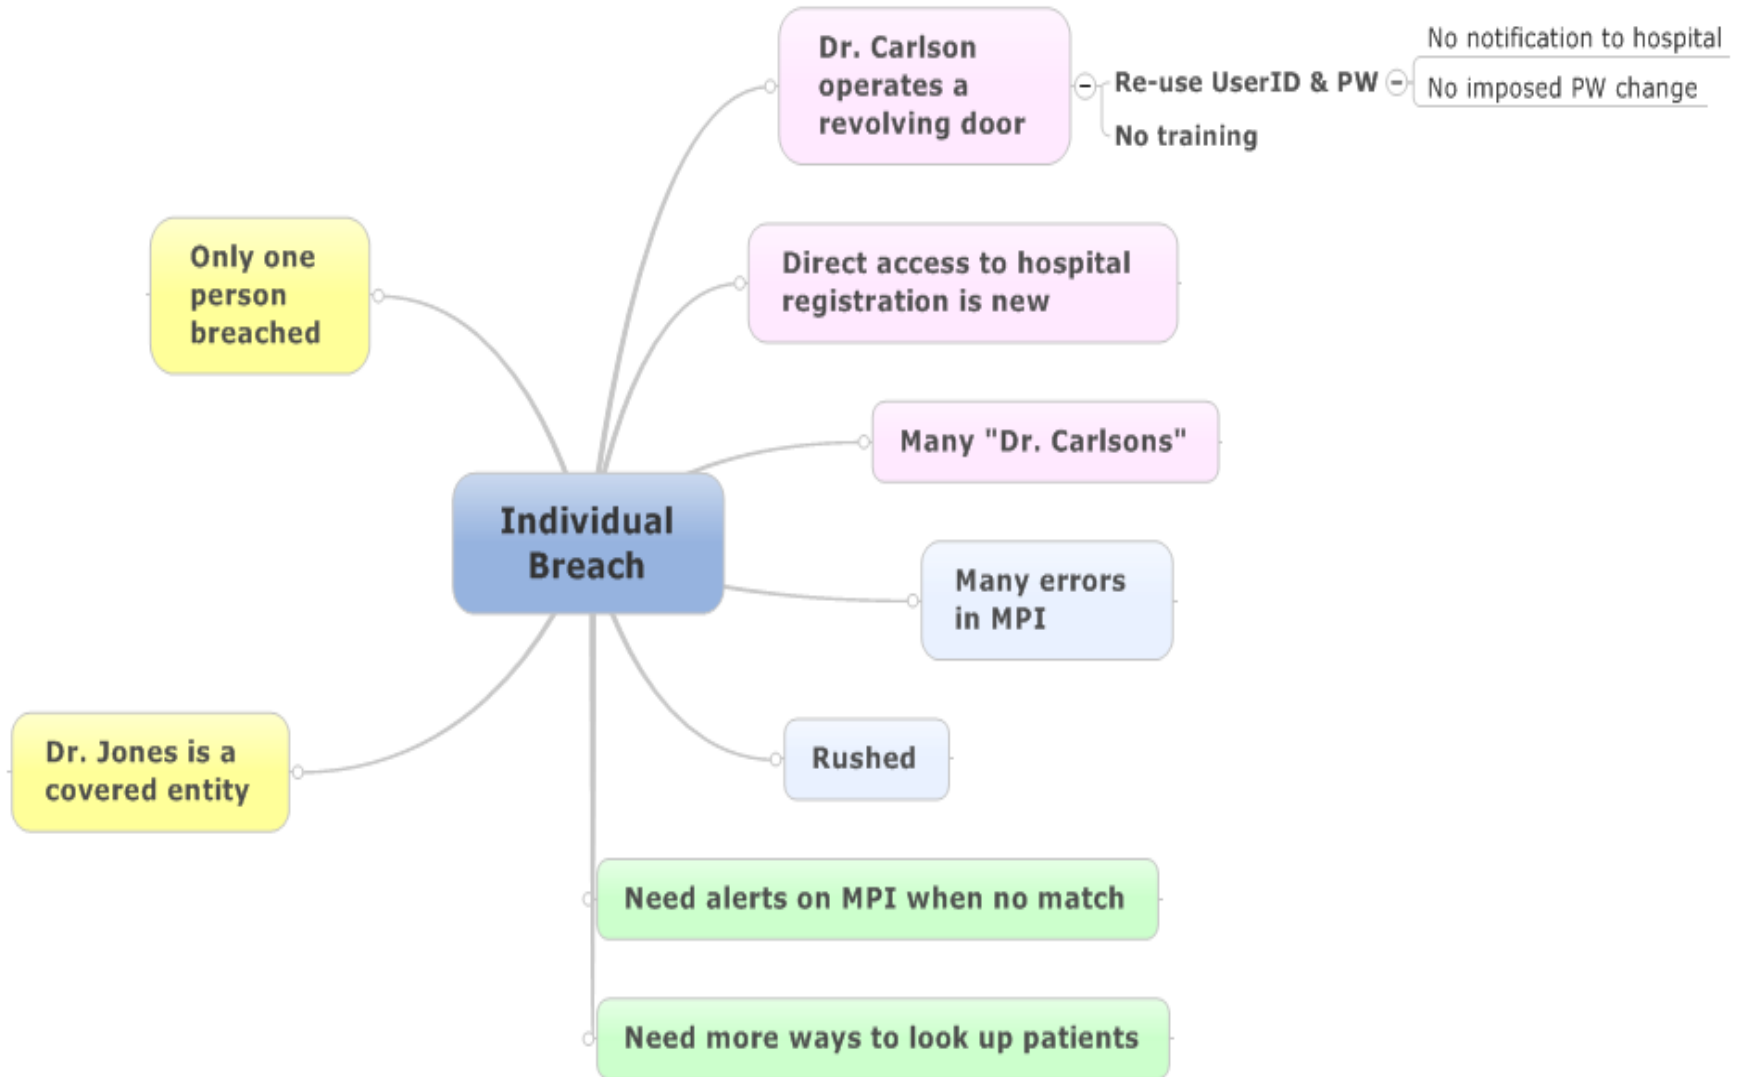 Dr. Carlson
operates a
revolving door
Re-use UserID & PW
No notification to hospital
No imposed PW change
No training
Only one
person
breached
Direct access to hospital
registration is new
Many "Dr. Carlsons"
Individual
Breach
Many errors
in MPI
Dr. Jones is a
covered entity
Rushed
Need alerts on MPI when no match
Need more ways to look up patients